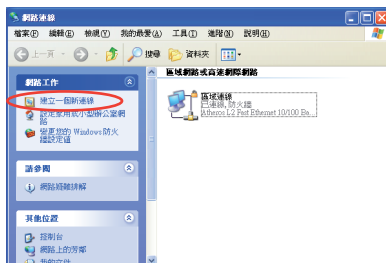 網路連線
檔案(F) 編輯(E) 檢視(V) 我的最愛(A) 工具(T) 進階(N) 說明(H)
上一頁 搜尋 資料夾
網路工作
建立一個新連線
設定家用或小型辦公室網路
變更您的 Windows 防火牆設定值
請參閱
網路疑難排解
其他位置
控制台
網路上的芳鄰
我的文件
區域網路或高速網際網路
區域連線
已連線, 防火牆
Atheros L2 Fast Ethernet 10/100 Ba...